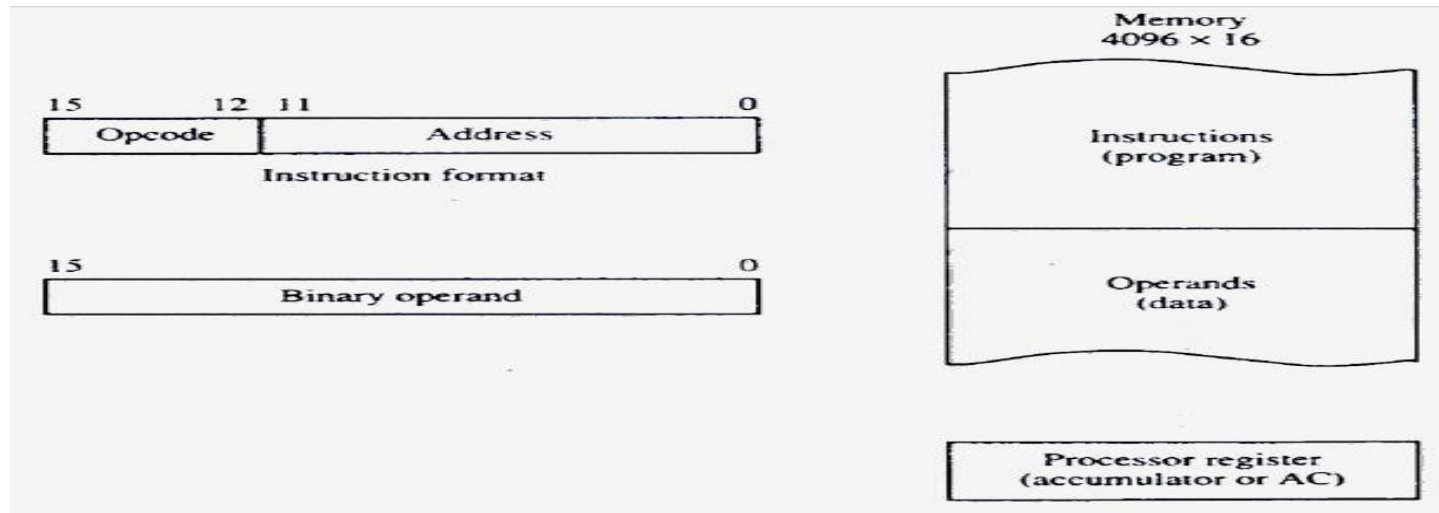 15 12 11 0
Opcode Address
Instruction format
15 0
Binary operand
Memory
4096 × 16
Instructions
(program)
Operands
(data)
Processor register
(accumulator or AC)